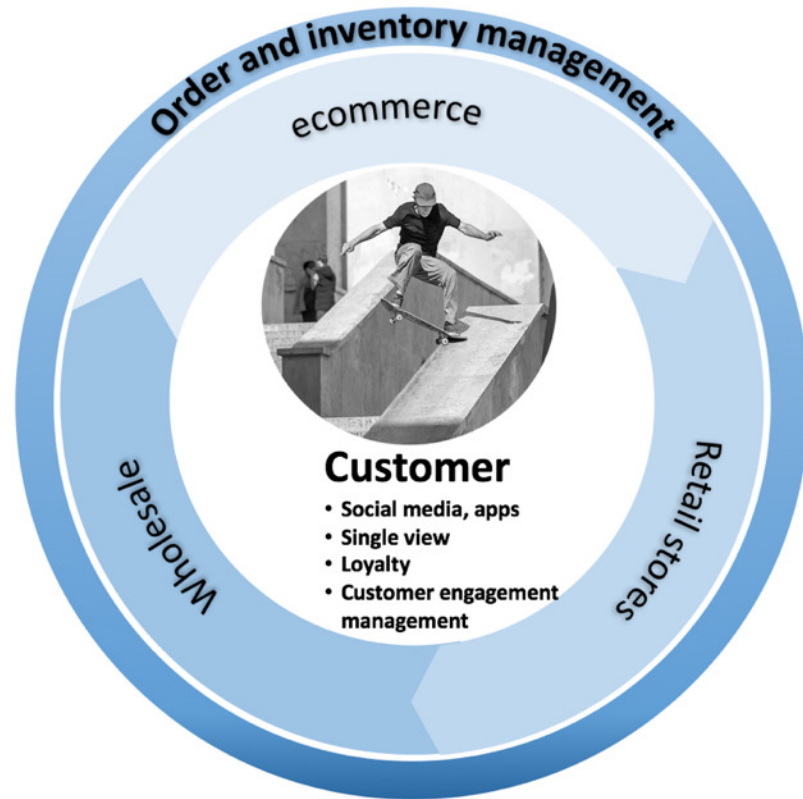 Order and inventory management
ecommerce
Retail stores
Wholesale
Customer
• Social media, apps
• Single view
• Loyalty
• Customer engagement
management